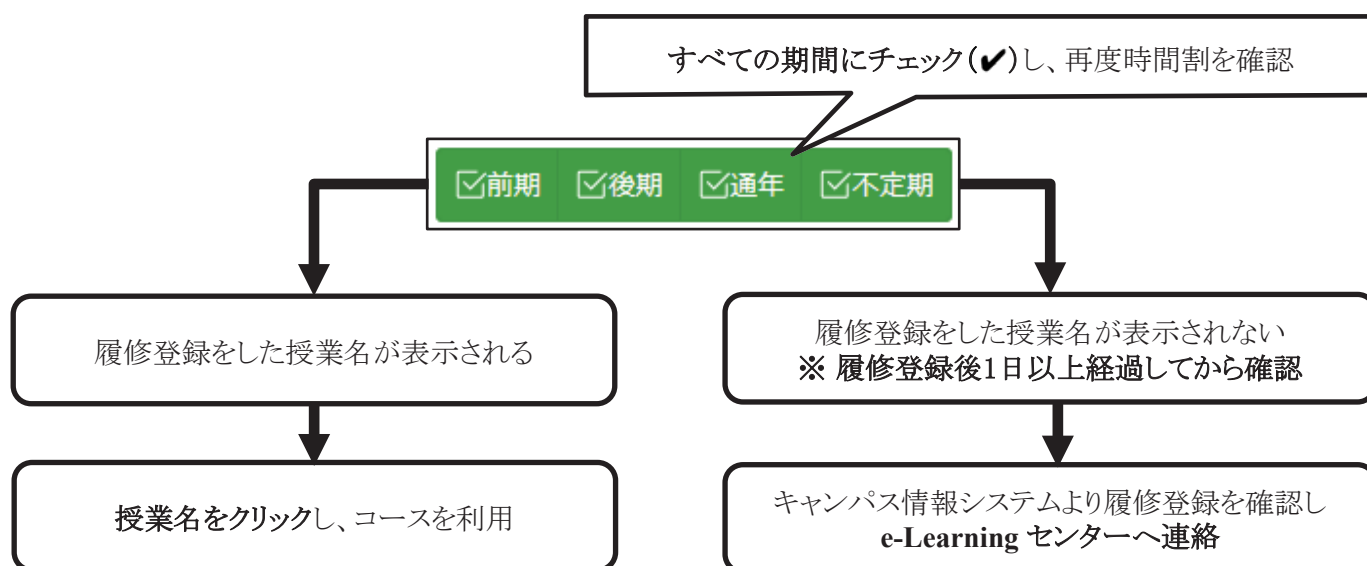 すべての期間にチェック(✔)し、再度時間割を確認
前期 後期 通年 不定期
履修登録をした授業名が表示される
履修登録をした授業名が表示されない
※ 履修登録後1日以上経過してから確認
授業名をクリックし、コースを利用
キャンパス情報システムより履修登録を確認し
e-Learning センターへ連絡